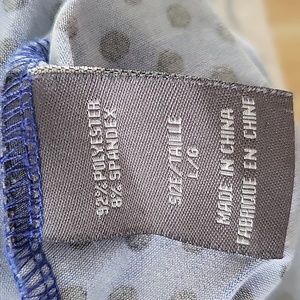 92% POLYESTER
8% SPANDEX
SIZE/TAILLE
L/G
MADE IN CHINA
FABRIQUE EN CHINE